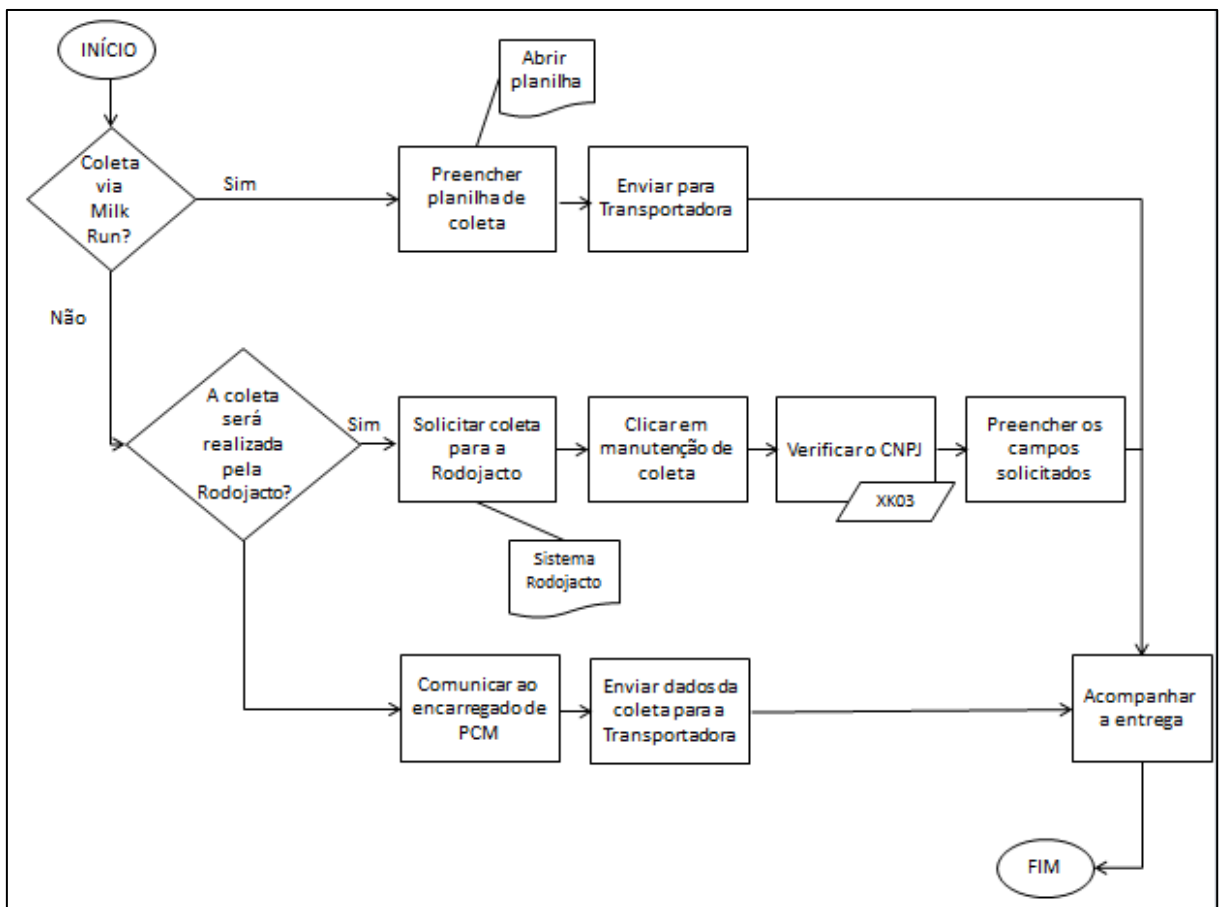 INÍCIO
Abrir
planilha
Coleta
via
Milk
Run?
Sim
Preencher
planilha de
coleta
Enviar para
Transportadora
Não
A coleta
será
realizada
pela
Rodojacto?
Sim
Solicitar coleta
para a
Rodojacto
Clicar em
manutenção de
coleta
Verificar o CNPJ
XK03
Preencher os
campos
solicitados
Sistema
Rodojacto
Comunicar ao
encarregado de
PCM
Enviar dados da
coleta para a
Transportadora
Acompanhar
a entrega
FIM